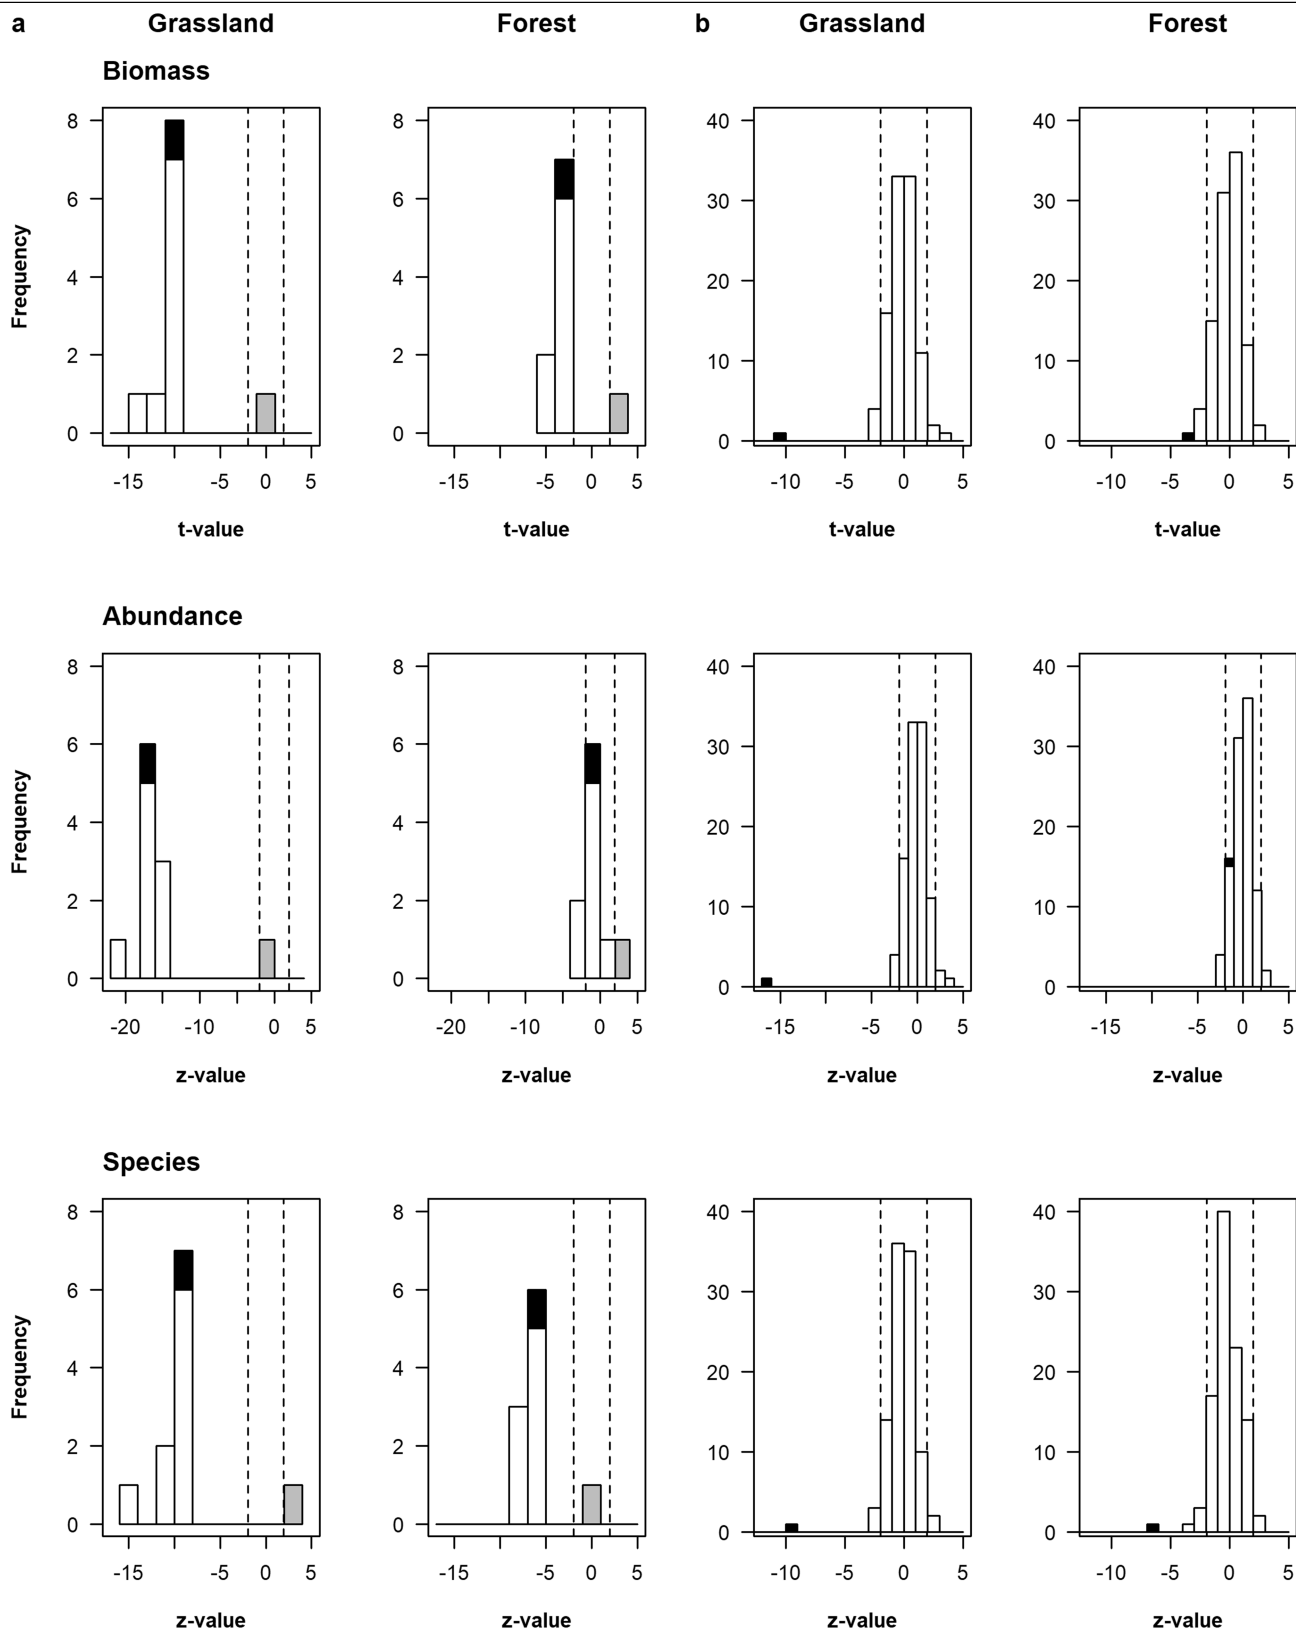 a Grassland Forest b Grassland Forest
Biomass
8 8 40 40
6 6 30 30
4 4 20 20
2 2 10 10
0 0 0 0
Frequency
-15 -5 0 5 -15 -5 0 5 -10 -5 0 5 -10 -5 0 5
t-value t-value t-value t-value
Abundance
8 8 40 40
6 6 30 30
4 4 20 20
2 2 10 10
0 0 0 0
Frequency
-20 -10 0 5 -20 -10 0 5 -15 -5 0 5 -15 -5 0 5
z-value z-value z-value z-value
Species
8 8 40 40
6 6 30 30
4 4 20 20
2 2 10 10
0 0 0 0
Frequency
-15 -5 0 5 -15 -5 0 5 -10 -5 0 5 -10 -5 0 5
z-value z-value z-value z-value